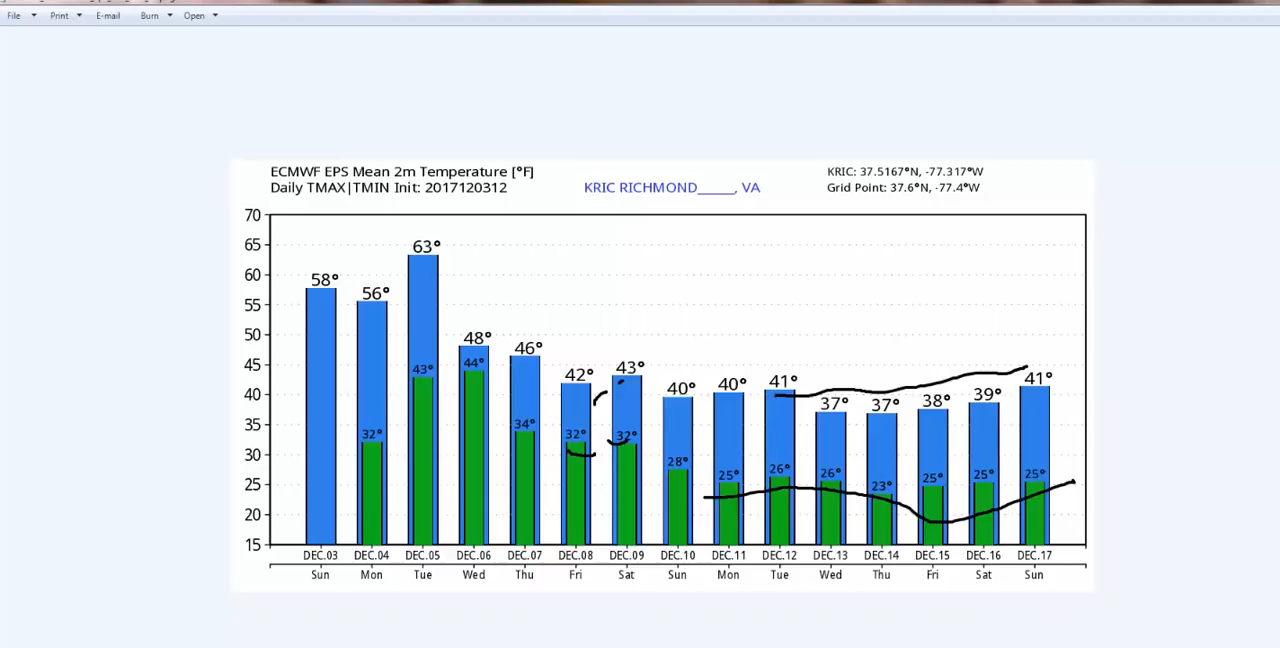 File Print E-mail Burn Open
ECMWF EPS Mean 2m Temperature [°F]
Daily TMAX|TMIN Init: 2017120312
KRIC RICHMOND_____, VA
KRIC: 37.5167°N, -77.317°W
Grid Point: 37.6°N, -77.4°W
70
65
60
55
50
45
40
35
30
25
20
15
58° 56° 63° 48° 46° 42° 43° 40° 40° 41° 37° 37° 38° 39° 41°
32° 43° 44° 34° 32° 32° 28° 25° 26° 26° 23° 25° 25° 25°
DEC.03 DEC.04 DEC.05 DEC.06 DEC.07 DEC.08 DEC.09 DEC.10 DEC.11 DEC.12 DEC.13 DEC.14 DEC.15 DEC.16 DEC.17
Sun Mon Tue Wed Thu Fri Sat Sun Mon Tue Wed Thu Fri Sat Sun